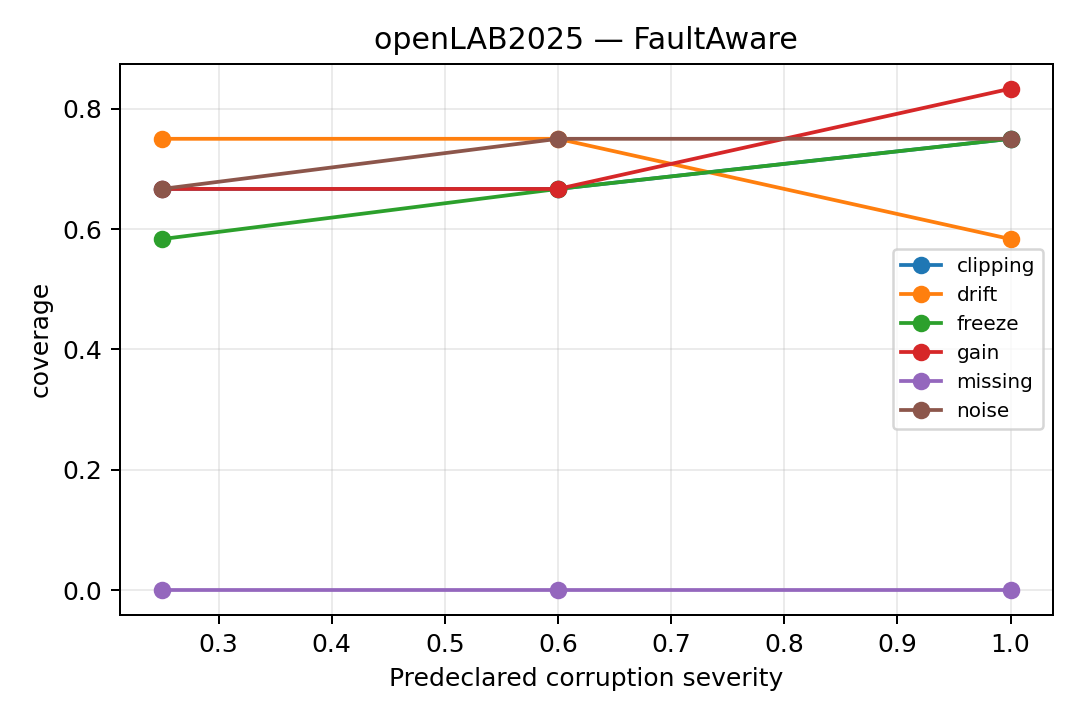 openLAB2025 — FaultAware
coverage
0.8
0.6
0.4
0.2
0.0
0.3
0.4
0.5
0.6
0.7
0.8
0.9
1.0
Predeclared corruption severity
clipping
drift
freeze
gain
missing
noise